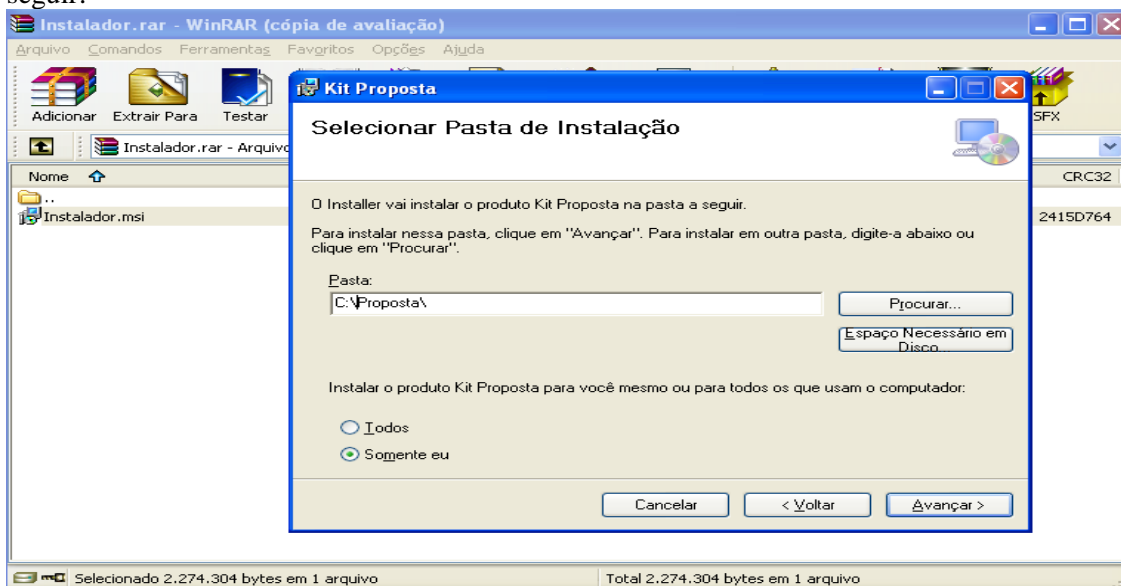 seguir:
Instalador.rar - WinRAR (cópia de avaliação)
Arquivo Comandos Ferramentas Favoritos Opções Ajuda
Adicionar Extrair Para Testar SFX
Instalador.rar - Arquivo
Nome CRC32
..
Instalador.msi 2415D764
Kit Proposta
Selecionar Pasta de Instalação
O Installer vai instalar o produto Kit Proposta na pasta a seguir.
Para instalar nessa pasta, clique em "Avançar". Para instalar em outra pasta, digite-a abaixo ou
clique em "Procurar".
Pasta:
C:\Proposta\
Procurar...
Espaço Necessário em
Disco...
Instalar o produto Kit Proposta para você mesmo ou para todos os que usam o computador:
Todos
Somente eu
Cancelar < Voltar Avançar >
Selecionado 2.274.304 bytes em 1 arquivo Total 2.274.304 bytes em 1 arquivo